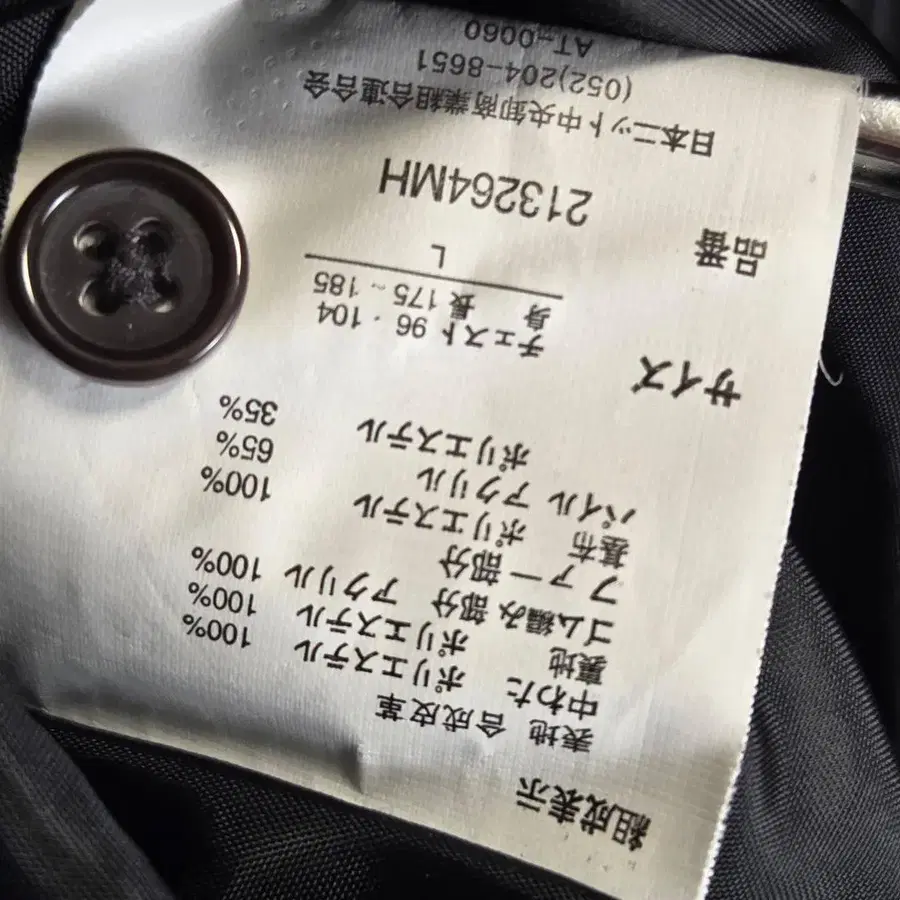 組成表示
表地 合成皮革
中わた ポリエステル 100%
裏地 ポリエステル 100%
ゴム編み部分 アクリル 100%
ファー部分
基布 ポリエステル 100%
パイル アクリル 65%
ポリエステル 35%
サイズ
チェスト 96・104
身長 175~185
L
品番
213264MH
日本ニット中央卸商業組合連合会
(052)204-8651
AT-0060